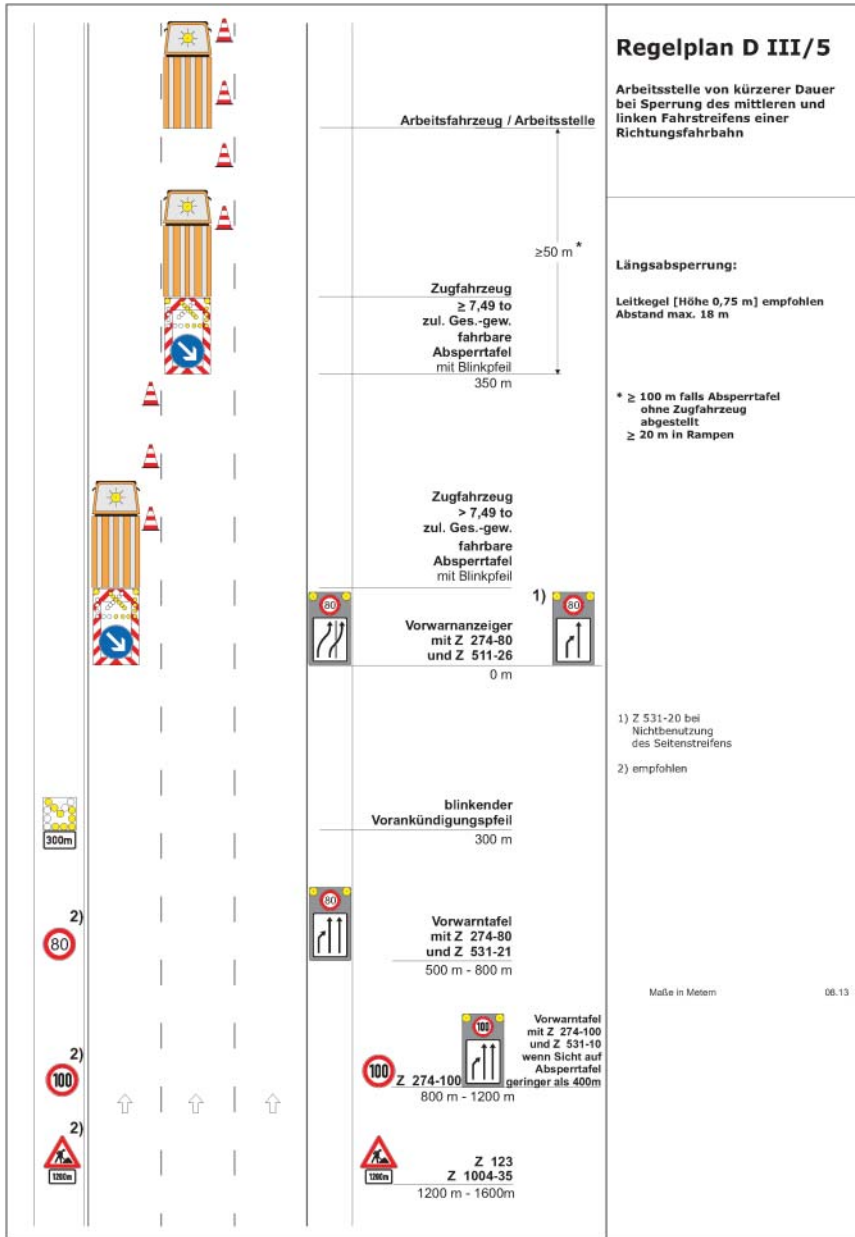 Regelplan D III/5
Arbeitsstelle von kürzerer Dauer
bei Sperrung des mittleren und
linken Fahrstreifens einer
Richtungsfahrbahn
Arbeitsfahrzeug / Arbeitsstelle
≥50 m *
Längsabsperrung:
Leitkegel [Höhe 0,75 m] empfohlen
Abstand max. 18 m
Zugfahrzeug
≥ 7,49 to
zul. Ges.-gew.
fahrbare
Absperrtafel
mit Blinkpfeil
350 m
* ≥ 100 m falls Absperrtafel
ohne Zugfahrzeug
abgestellt
≥ 20 m in Rampen
Zugfahrzeug
> 7,49 to
zul. Ges.-gew.
fahrbare
Absperrtafel
mit Blinkpfeil
80
1)
80
Vorwarnanzeiger
mit Z 274-80
und Z 511-26
0 m
1) Z 531-20 bei
Nichtbenutzung
des Seitenstreifens
2) empfohlen
300m
blinkender
Vorankündigungspfeil
300 m
2)
80
80
Vorwarntafel
mit Z 274-80
und Z 531-21
500 m - 800 m
Maße in Metern
08.13
2)
100
100
Z 274-100
100
Vorwarntafel
mit Z 274-100
und Z 531-10
wenn Sicht auf
Absperrtafel
geringer als 400m
800 m - 1200 m
2)
1200m
1200m
Z 123
Z 1004-35
1200 m - 1600m